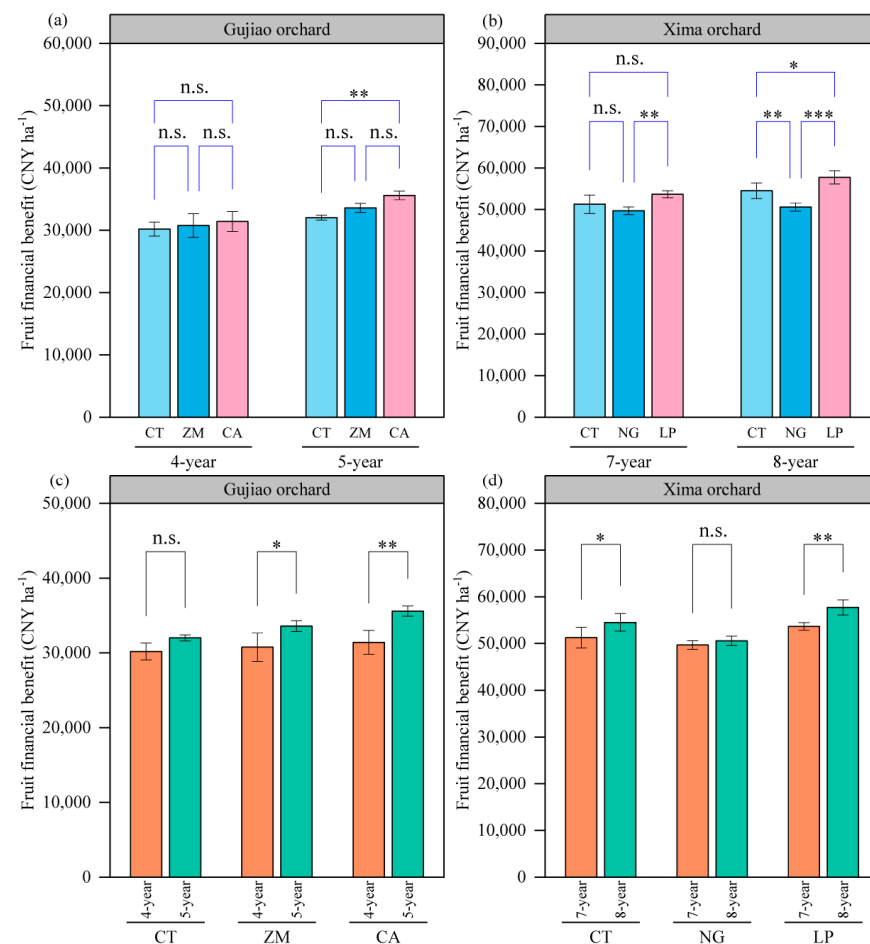 (a)
Gujiao orchard
Fruit financial benefit (CNY ha⁻¹)
60,000
50,000
40,000
30,000
20,000
10,000
0
n.s.
n.s.
n.s.
**
n.s.
n.s.
CT ZM CA CT ZM CA
4-year 5-year
(b)
Xima orchard
Fruit financial benefit (CNY ha⁻¹)
90,000
80,000
70,000
60,000
50,000
40,000
30,000
20,000
10,000
0
n.s.
n.s.
**
*
**
***
CT NG LP CT NG LP
7-year 8-year
(c)
Gujiao orchard
Fruit financial benefit (CNY ha⁻¹)
50,000
40,000
30,000
20,000
10,000
0
n.s.
*
**
4-year 5-year 4-year 5-year 4-year 5-year
CT ZM CA
(d)
Xima orchard
Fruit financial benefit (CNY ha⁻¹)
80,000
70,000
60,000
50,000
40,000
30,000
20,000
10,000
0
*
n.s.
**
7-year 8-year 7-year 8-year 7-year 8-year
CT NG LP